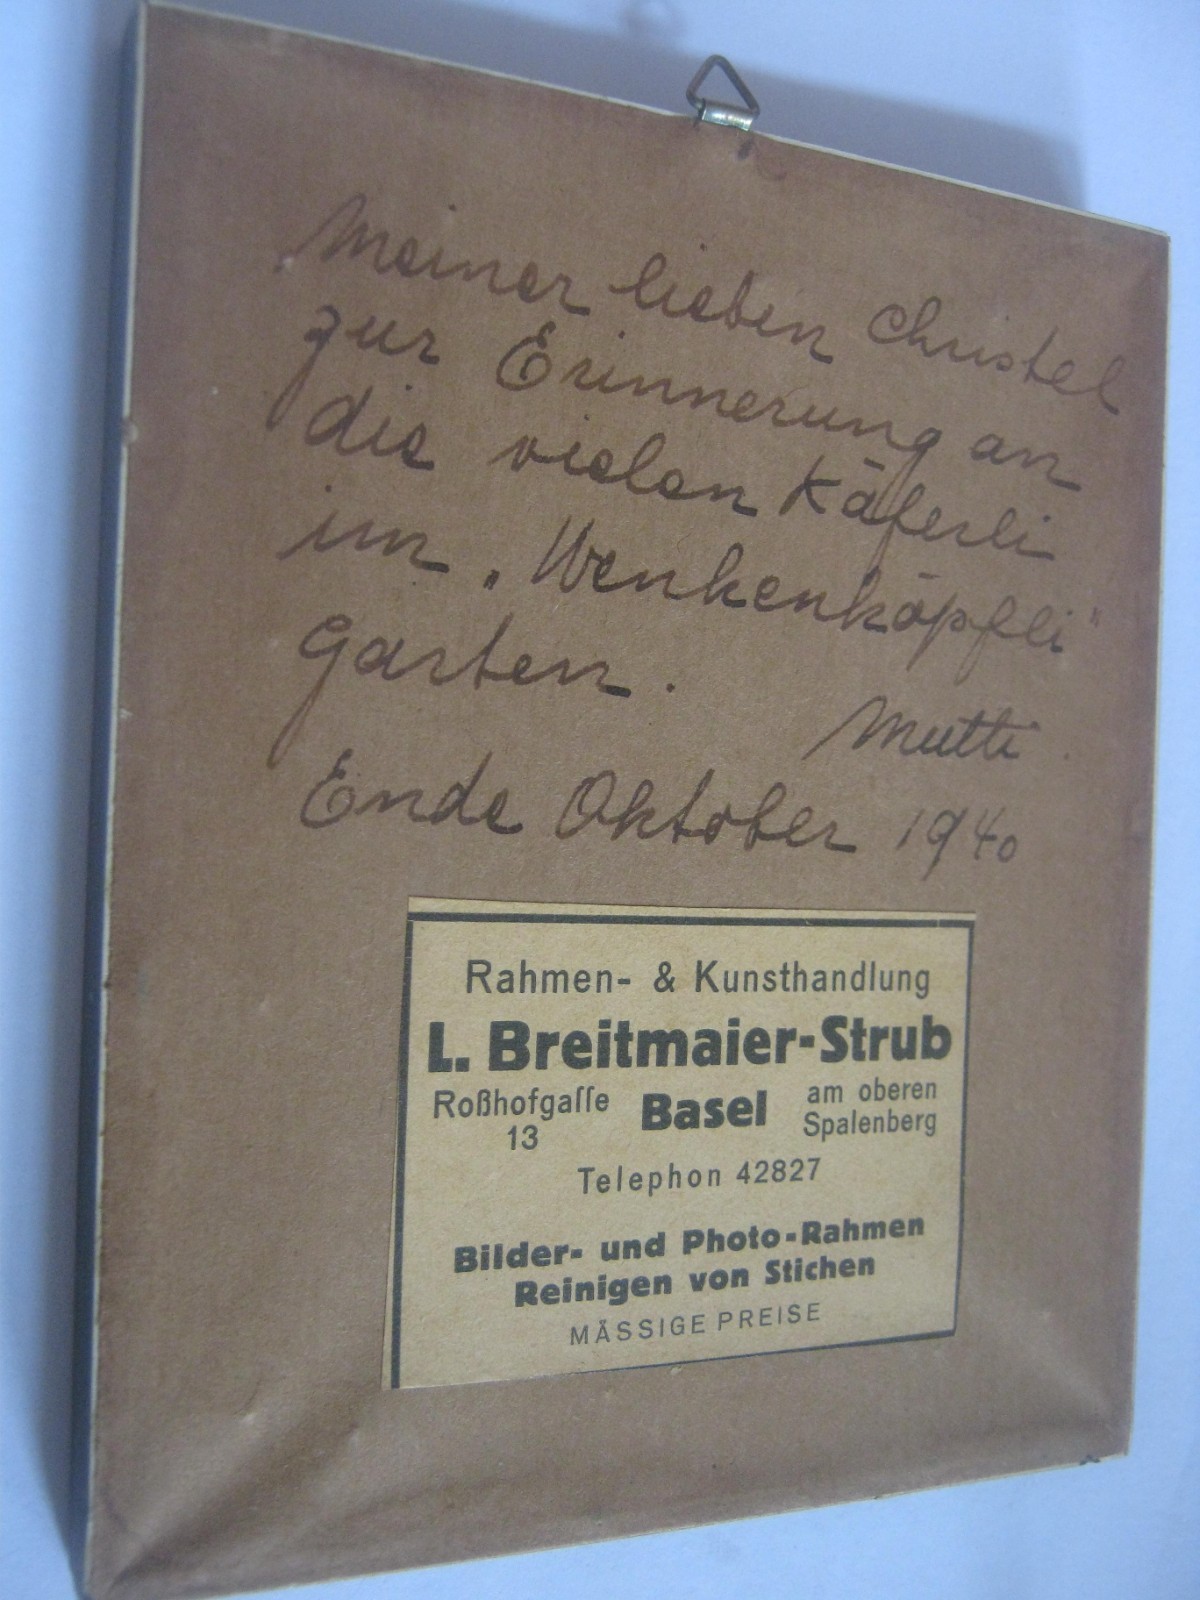 Meiner lieben Christel
zur Erinnerung an
die vielen Käferli
im „Wenkenköpfli"
Garten.
Mutti.
Ende Oktober 1940
Rahmen- & Kunsthandlung
L. Breitmaier-Strub
Roßhofgaſſe
13
Basel
am oberen
Spalenberg
Telephon 42827
Bilder- und Photo-Rahmen
Reinigen von Stichen
MÄSSIGE PREISE